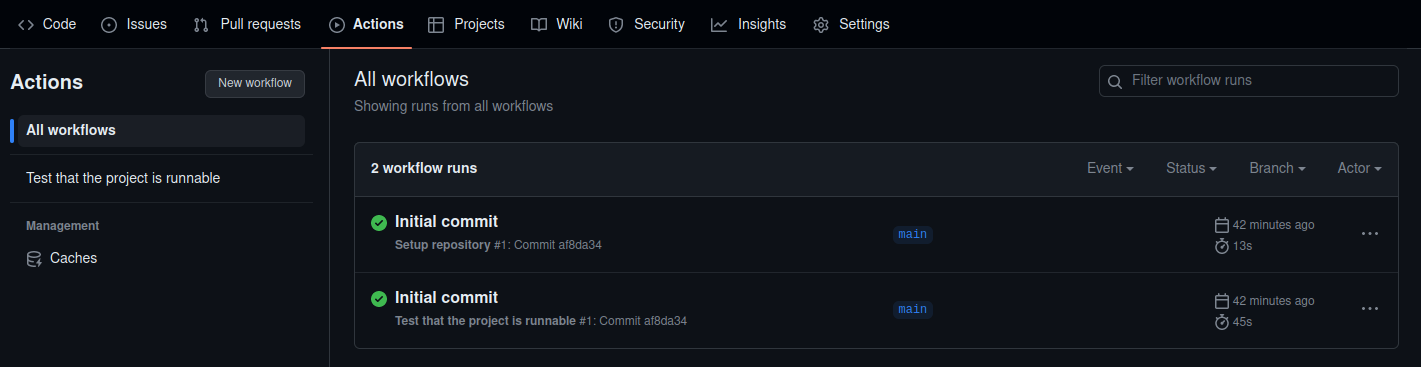 Code Issues Pull requests Actions Projects Wiki Security Insights Settings
Actions
New workflow
All workflows
Test that the project is runnable
Management
Caches
All workflows
Showing runs from all workflows
Filter workflow runs
2 workflow runs
Event Status Branch Actor
Initial commit
Setup repository #1: Commit af8da34
main
42 minutes ago
13s
Initial commit
Test that the project is runnable #1: Commit af8da34
main
42 minutes ago
45s